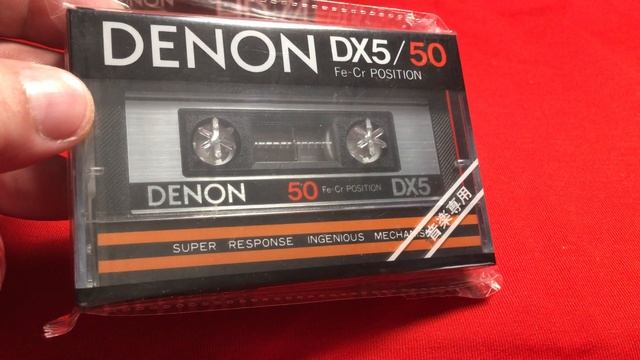 DENON DX5/50
Fe-Cr POSITION
DENON 50 Fe-Cr POSITION DX5
SUPER RESPONSE INGENIOUS MECHANISM
音楽専用